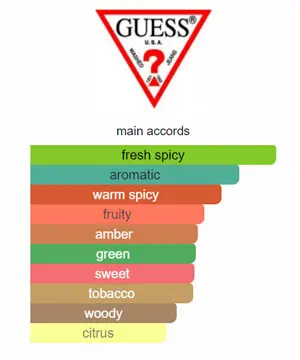 GUESS®
U.S.A.
WASHED
?
JEANS
main accords
fresh spicy
aromatic
warm spicy
fruity
amber
green
sweet
tobacco
woody
citrus